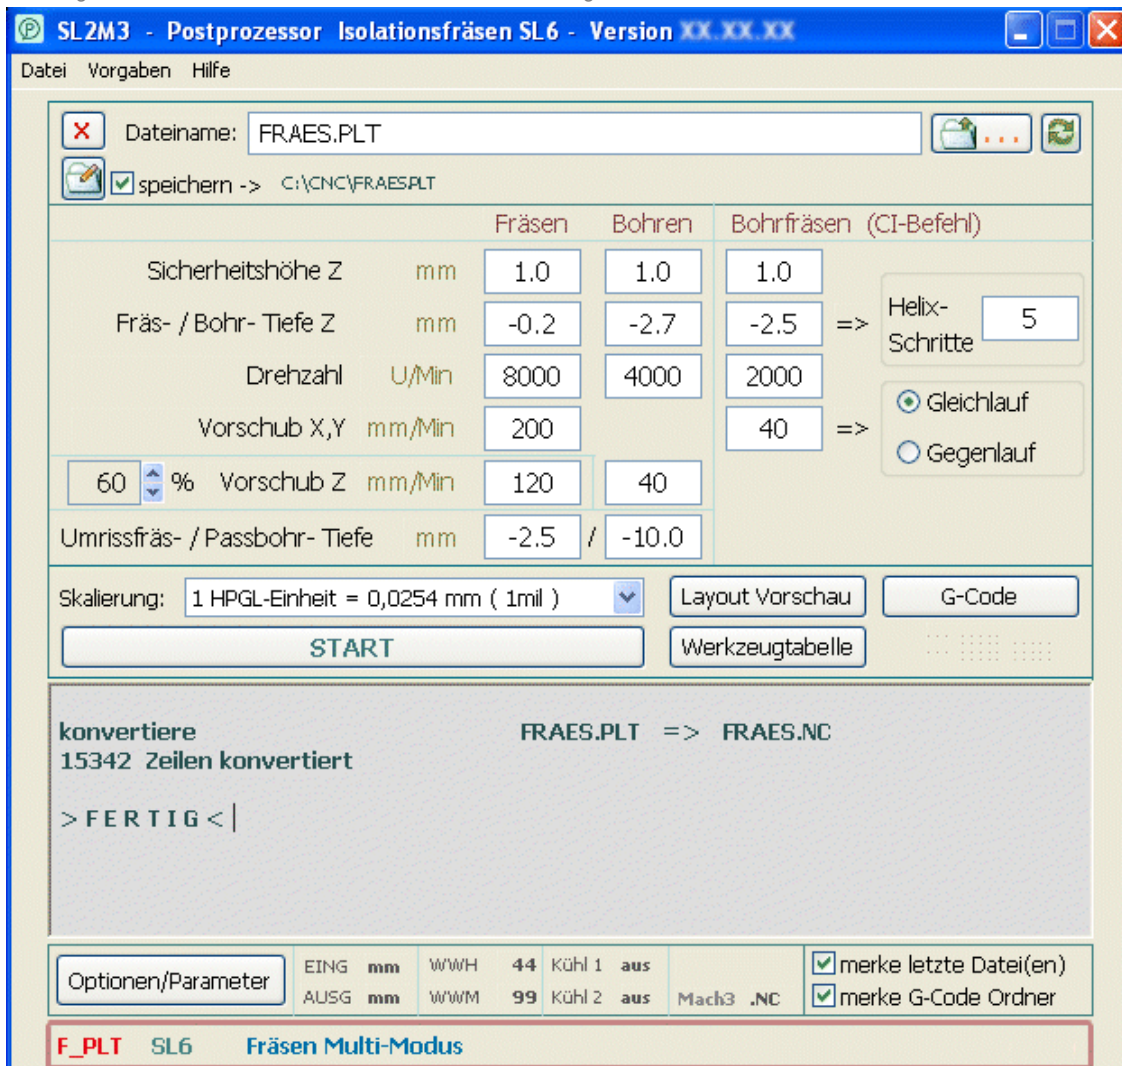 SL2M3 - Postprozessor Isolationsfräsen SL6 - Version XX.XX.XX
Datei Vorgaben Hilfe
Dateiname: FRAES.PLT ...
speichern -> C:\CNC\FRAES.PLT
Fräsen Bohren Bohrfräsen (CI-Befehl)
Sicherheitshöhe Z mm 1.0 1.0 1.0
Fräs- / Bohr- Tiefe Z mm -0.2 -2.7 -2.5 => Helix-Schritte 5
Drehzahl U/Min 8000 4000 2000
Gleichlauf
Vorschub X,Y mm/Min 200 40 =>
Gegenlauf
60 % Vorschub Z mm/Min 120 40
Umrissfräs- / Passbohr- Tiefe mm -2.5 / -10.0
Skalierung: 1 HPGL-Einheit = 0,0254 mm ( 1mil ) Layout Vorschau G-Code
START Werkzeugtabelle
konvertiere FRAES.PLT => FRAES.NC
15342 Zeilen konvertiert
>FERTIG<
Optionen/Parameter EING mm WWH 44 Kühl 1 aus merke letzte Datei(en)
AUSG mm WWM 99 Kühl 2 aus Mach3 .NC merke G-Code Ordner
F_PLT SL6 Fräsen Multi-Modus